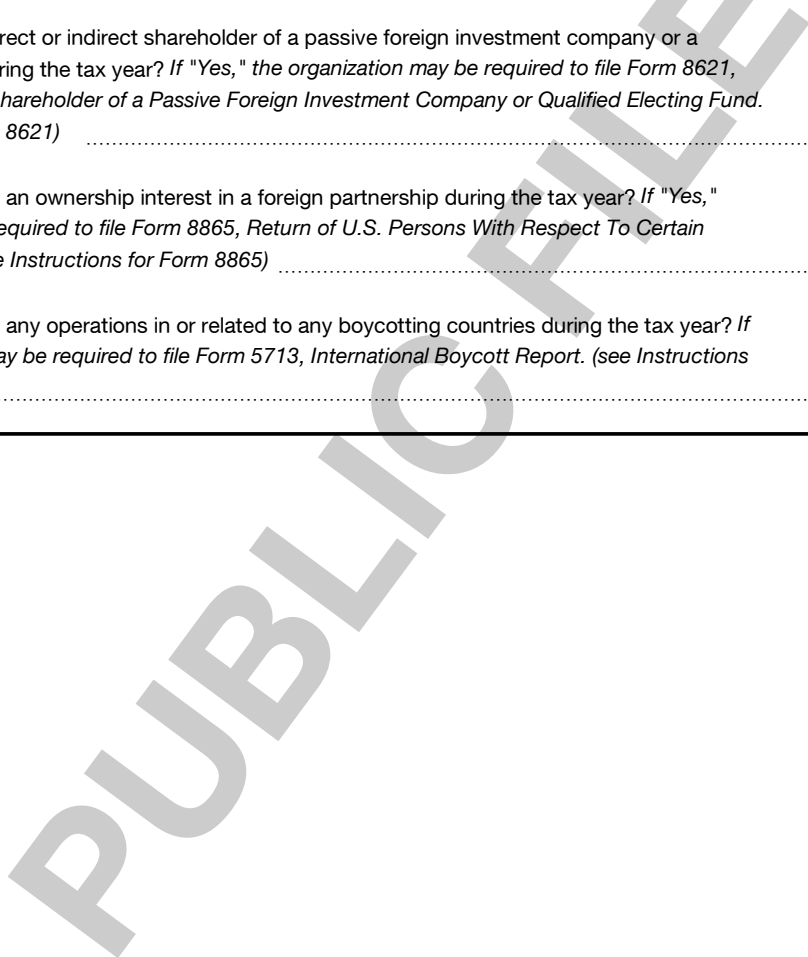 rect or indirect shareholder of a passive foreign investment company or a
ring the tax year? If "Yes," the organization may be required to file Form 8621,
hareholder of a Passive Foreign Investment Company or Qualified Electing Fund.
8621)
an ownership interest in a foreign partnership during the tax year? If "Yes,"
equired to file Form 8865, Return of U.S. Persons With Respect To Certain
e Instructions for Form 8865)
any operations in or related to any boycotting countries during the tax year? If
ay be required to file Form 5713, International Boycott Report. (see Instructions
PUBLIC FILE